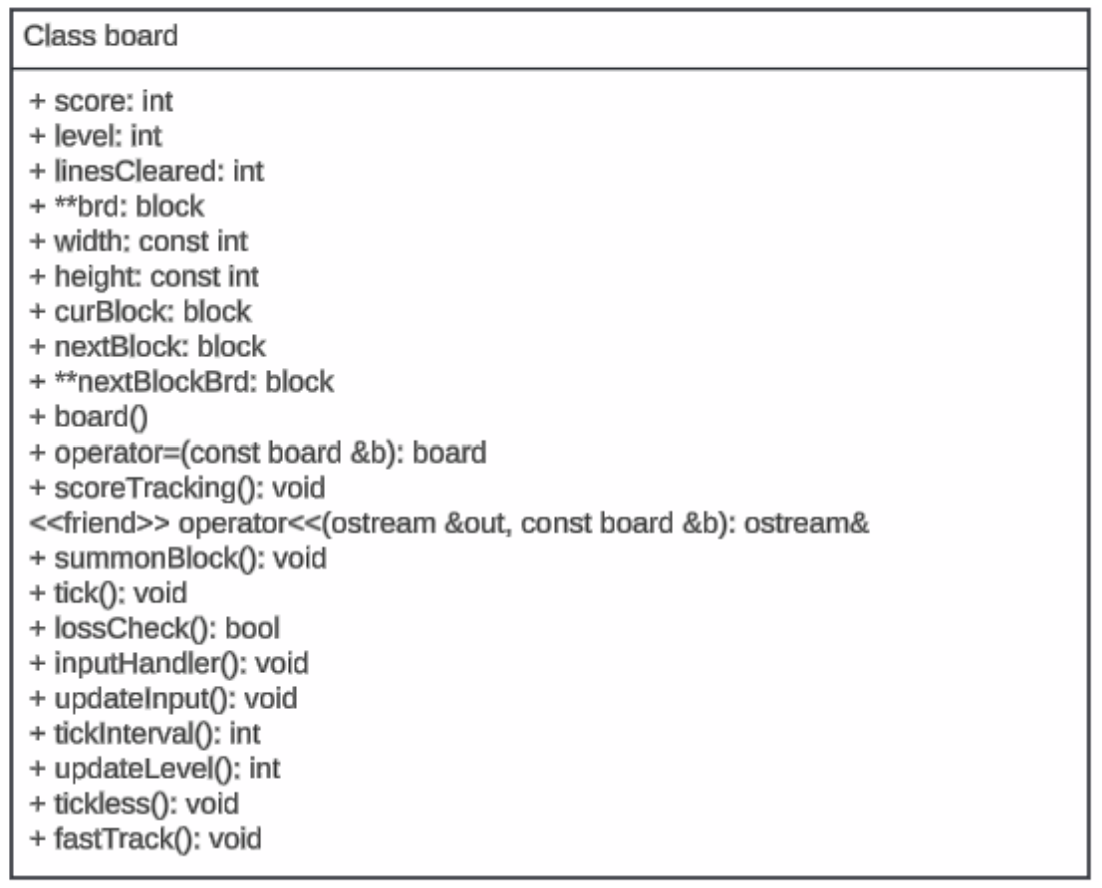 Class board
+ score: int
+ level: int
+ linesCleared: int
+ **brd: block
+ width: const int
+ height: const int
+ curBlock: block
+ nextBlock: block
+ **nextBlockBrd: block
+ board()
+ operator=(const board &b): board
+ scoreTracking(): void
<<friend>> operator<<(ostream &out, const board &b): ostream&
+ summonBlock(): void
+ tick(): void
+ lossCheck(): bool
+ inputHandler(): void
+ updateInput(): void
+ tickInterval(): int
+ updateLevel(): int
+ tickless(): void
+ fastTrack(): void